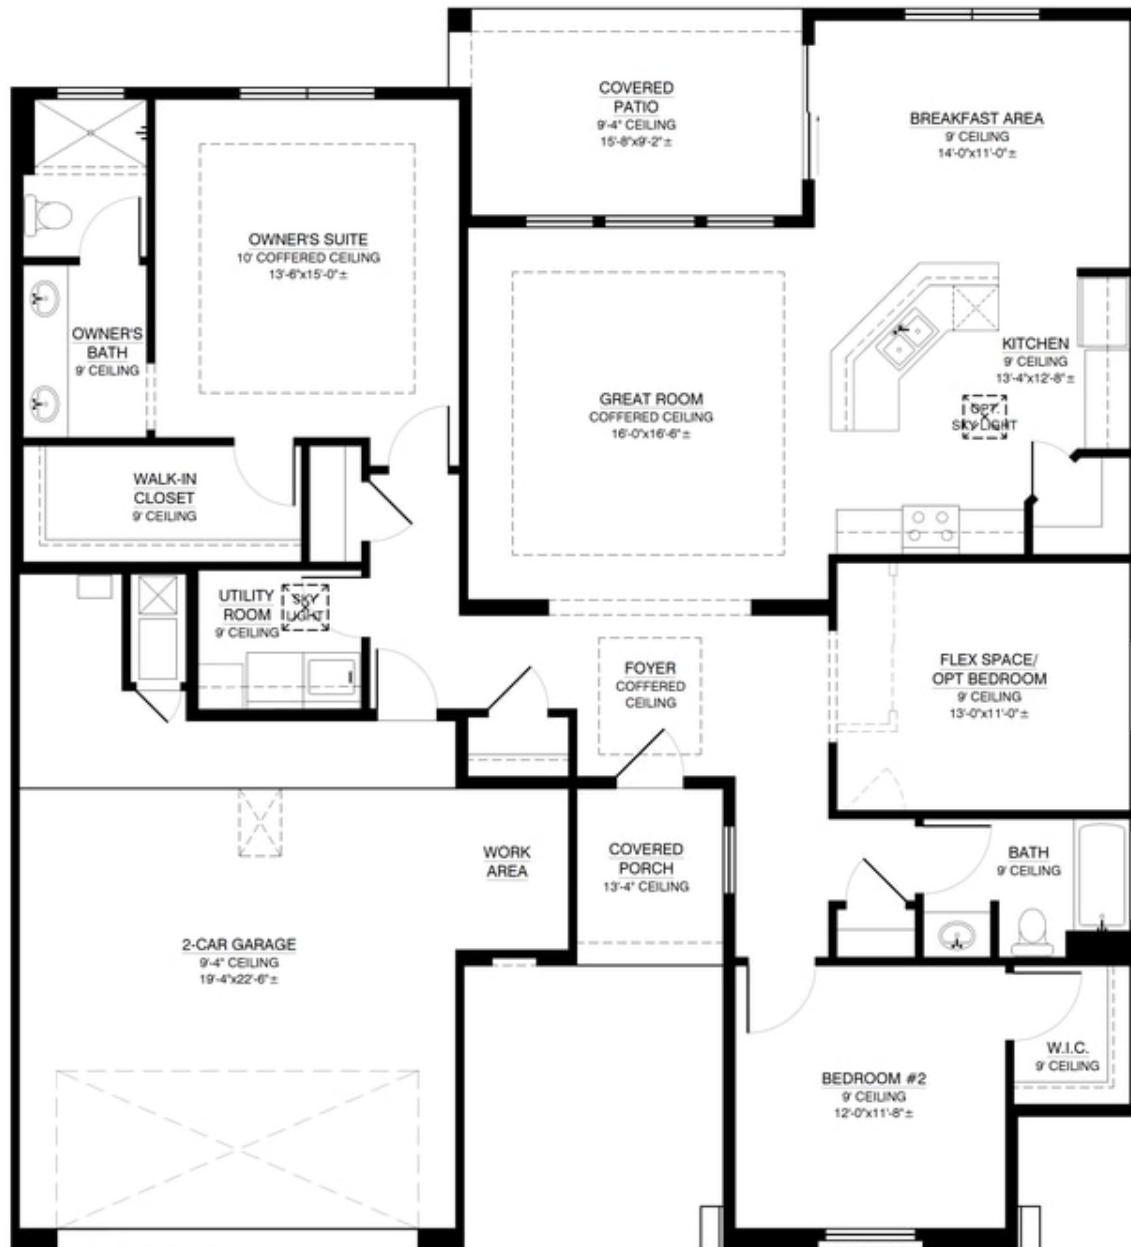 COVERED
PATIO
9'-4" CEILING
15'-8"x9'-2"±
BREAKFAST AREA
9' CEILING
14'-0"x11'-0"±
OWNER'S SUITE
10' COFFERED CEILING
13'-6"x15'-0"±
OWNER'S
BATH
9' CEILING
GREAT ROOM
COFFERED CEILING
16'-0"x16'-6"±
KITCHEN
9' CEILING
13'-4"x12'-8"±
OPT.
SKY LIGHT
WALK-IN
CLOSET
9' CEILING
UTILITY
ROOM
9' CEILING
SKY
LIGHT
FOYER
COFFERED
CEILING
FLEX SPACE/
OPT BEDROOM
9' CEILING
13'-0"x11'-0"±
WORK
AREA
COVERED
PORCH
13'-4" CEILING
BATH
9' CEILING
2-CAR GARAGE
9'-4" CEILING
19'-4"x22'-6"±
BEDROOM #2
9' CEILING
12'-0"x11'-8"±
W.I.C.
9' CEILING